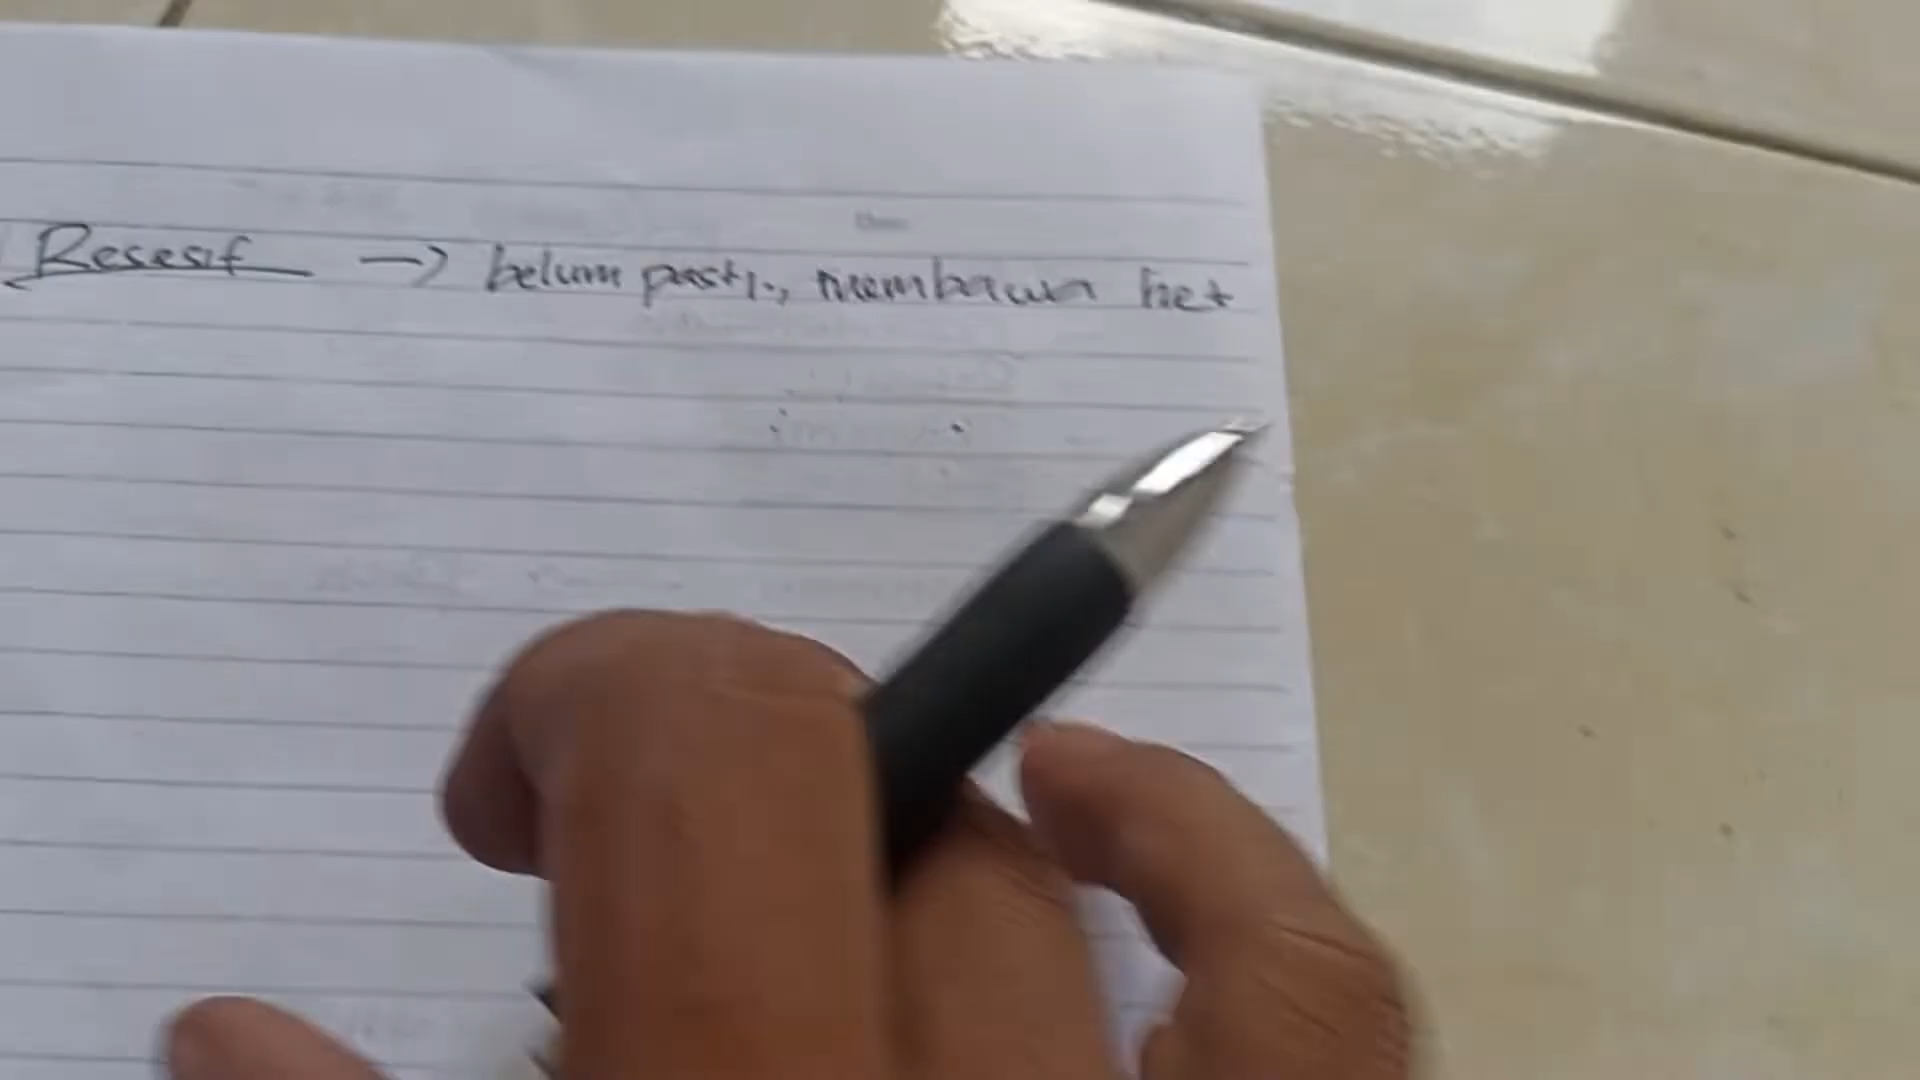 Resesif → belum pasti, membawa het